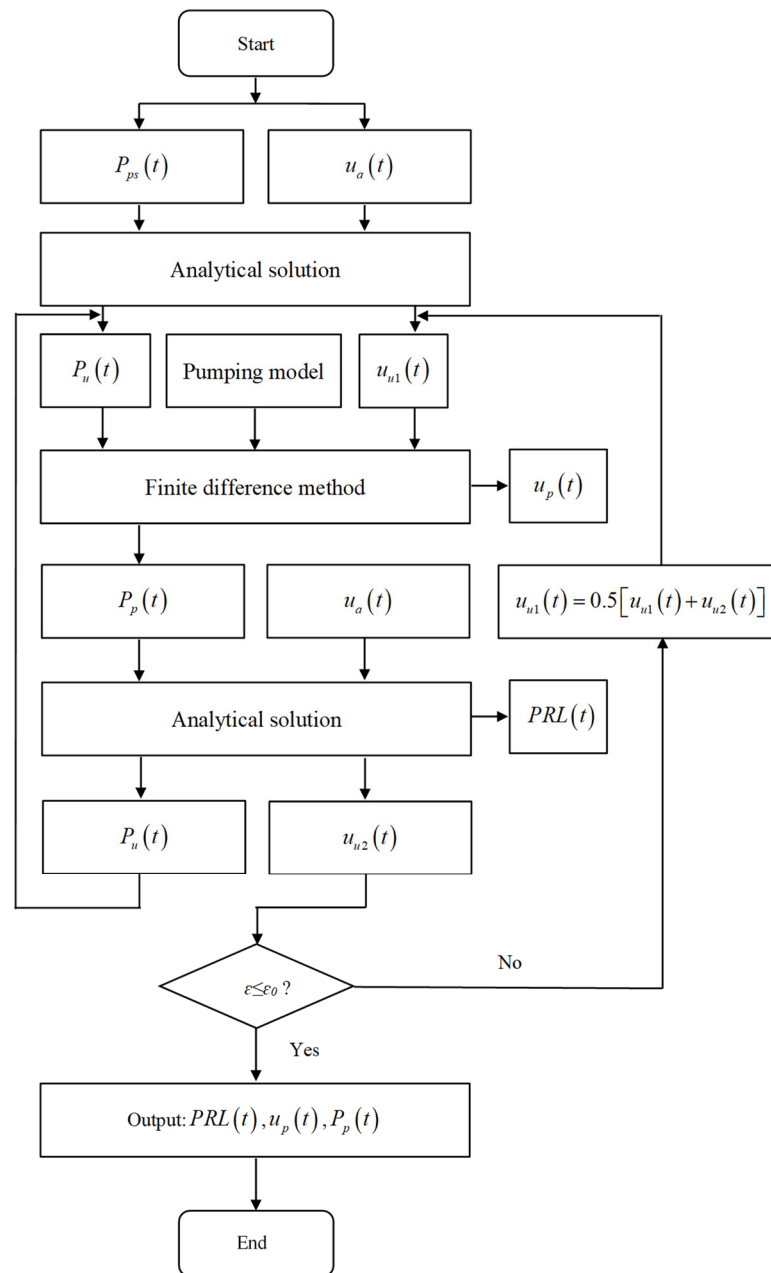 Start
P_ps(t)
u_a(t)
Analytical solution
P_u(t)
Pumping model
u_u1(t)
Finite difference method
u_p(t)
P_p(t)
u_a(t)
u_u1(t) = 0.5[u_u1(t) + u_u2(t)]
Analytical solution
PRL(t)
P_u(t)
u_u2(t)
ε≤ε_0 ?
No
Yes
Output: PRL(t), u_p(t), P_p(t)
End